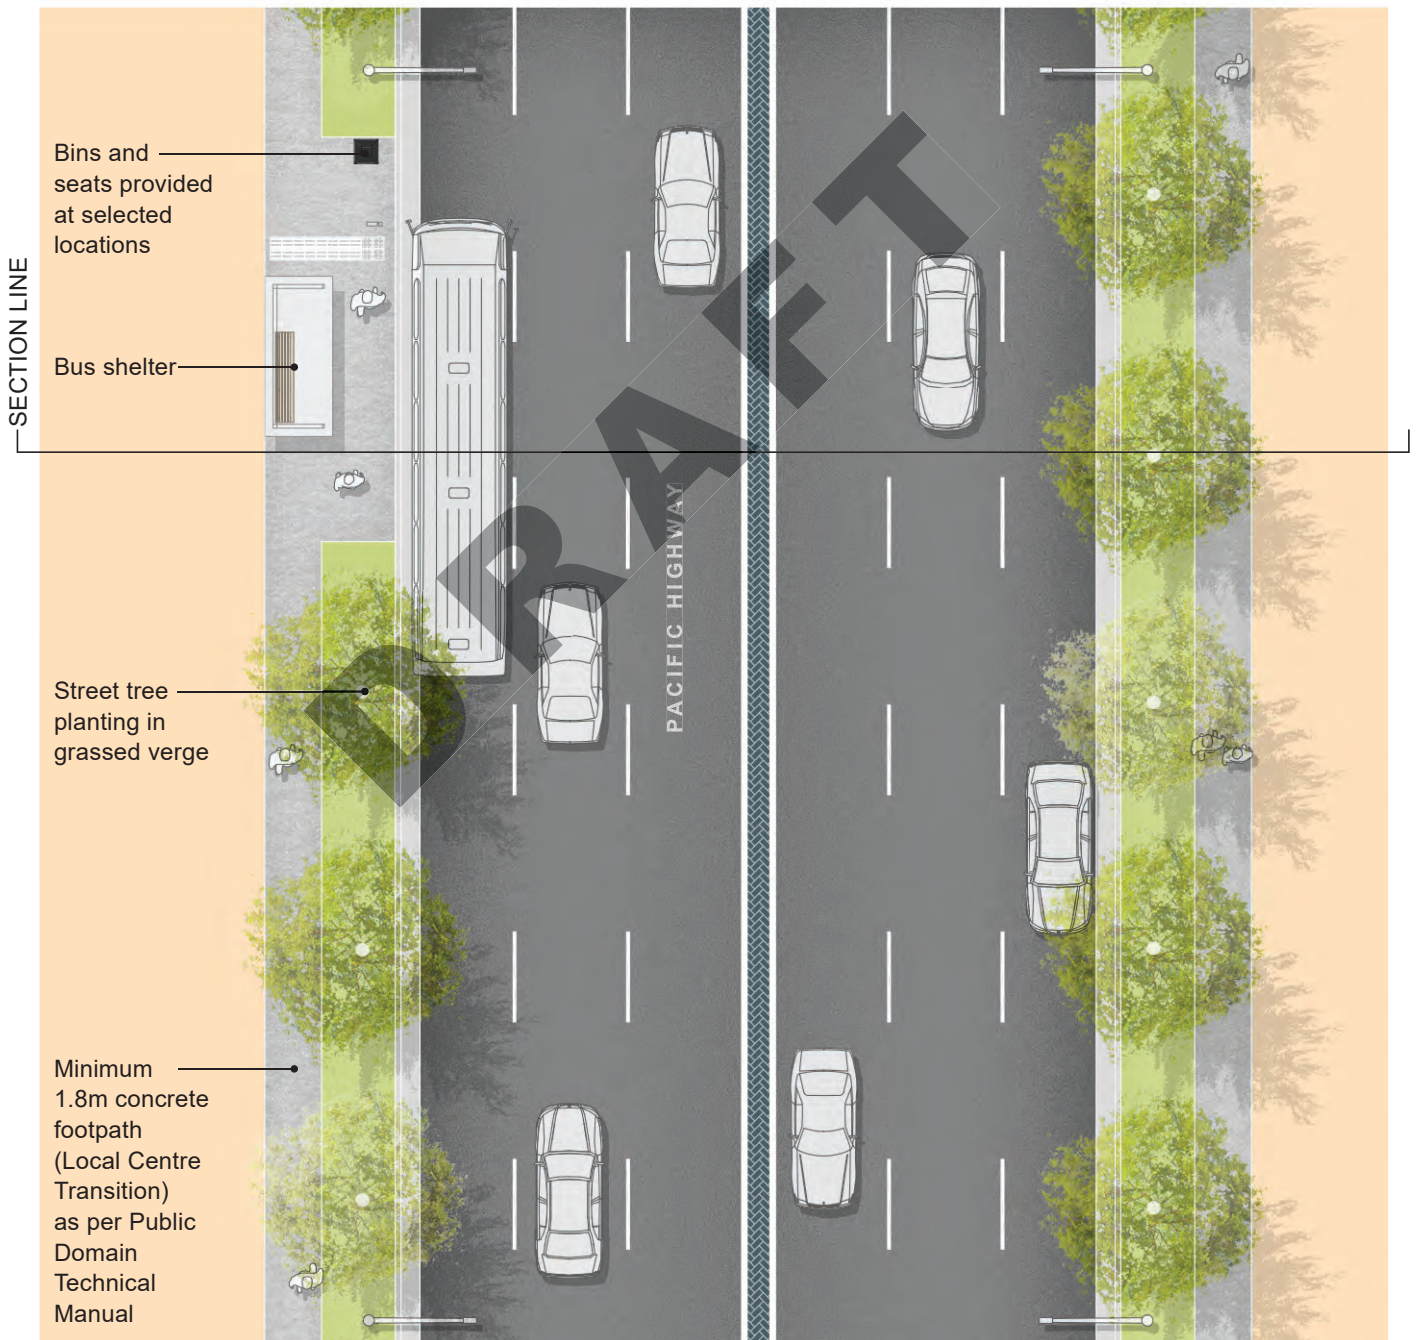 Bins and
seats provided
at selected
locations
SECTION LINE
Bus shelter
DRAFT
PACIFIC HIGHWAY
Street tree
planting in
grassed verge
Minimum
1.8m concrete
footpath
(Local Centre
Transition)
as per Public
Domain
Technical
Manual